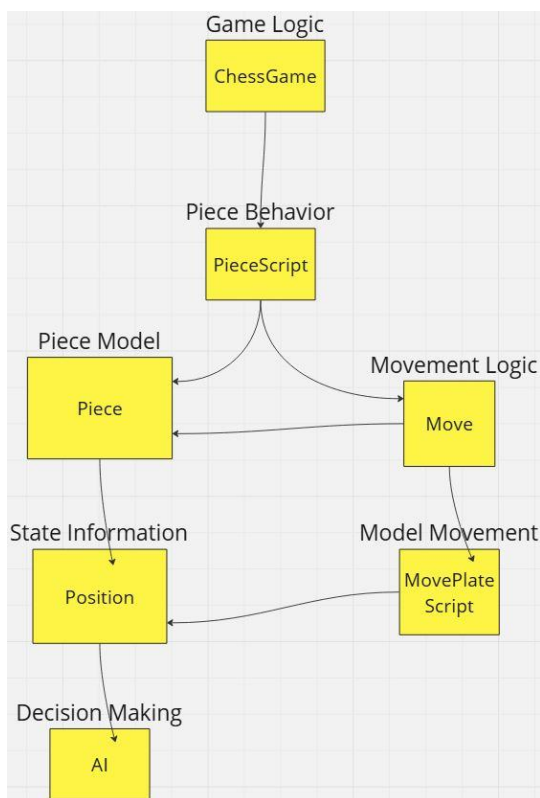 Game Logic
ChessGame
Piece Behavior
PieceScript
Piece Model
Piece
Movement Logic
Move
State Information
Position
Model Movement
MovePlate
Script
Decision Making
AI